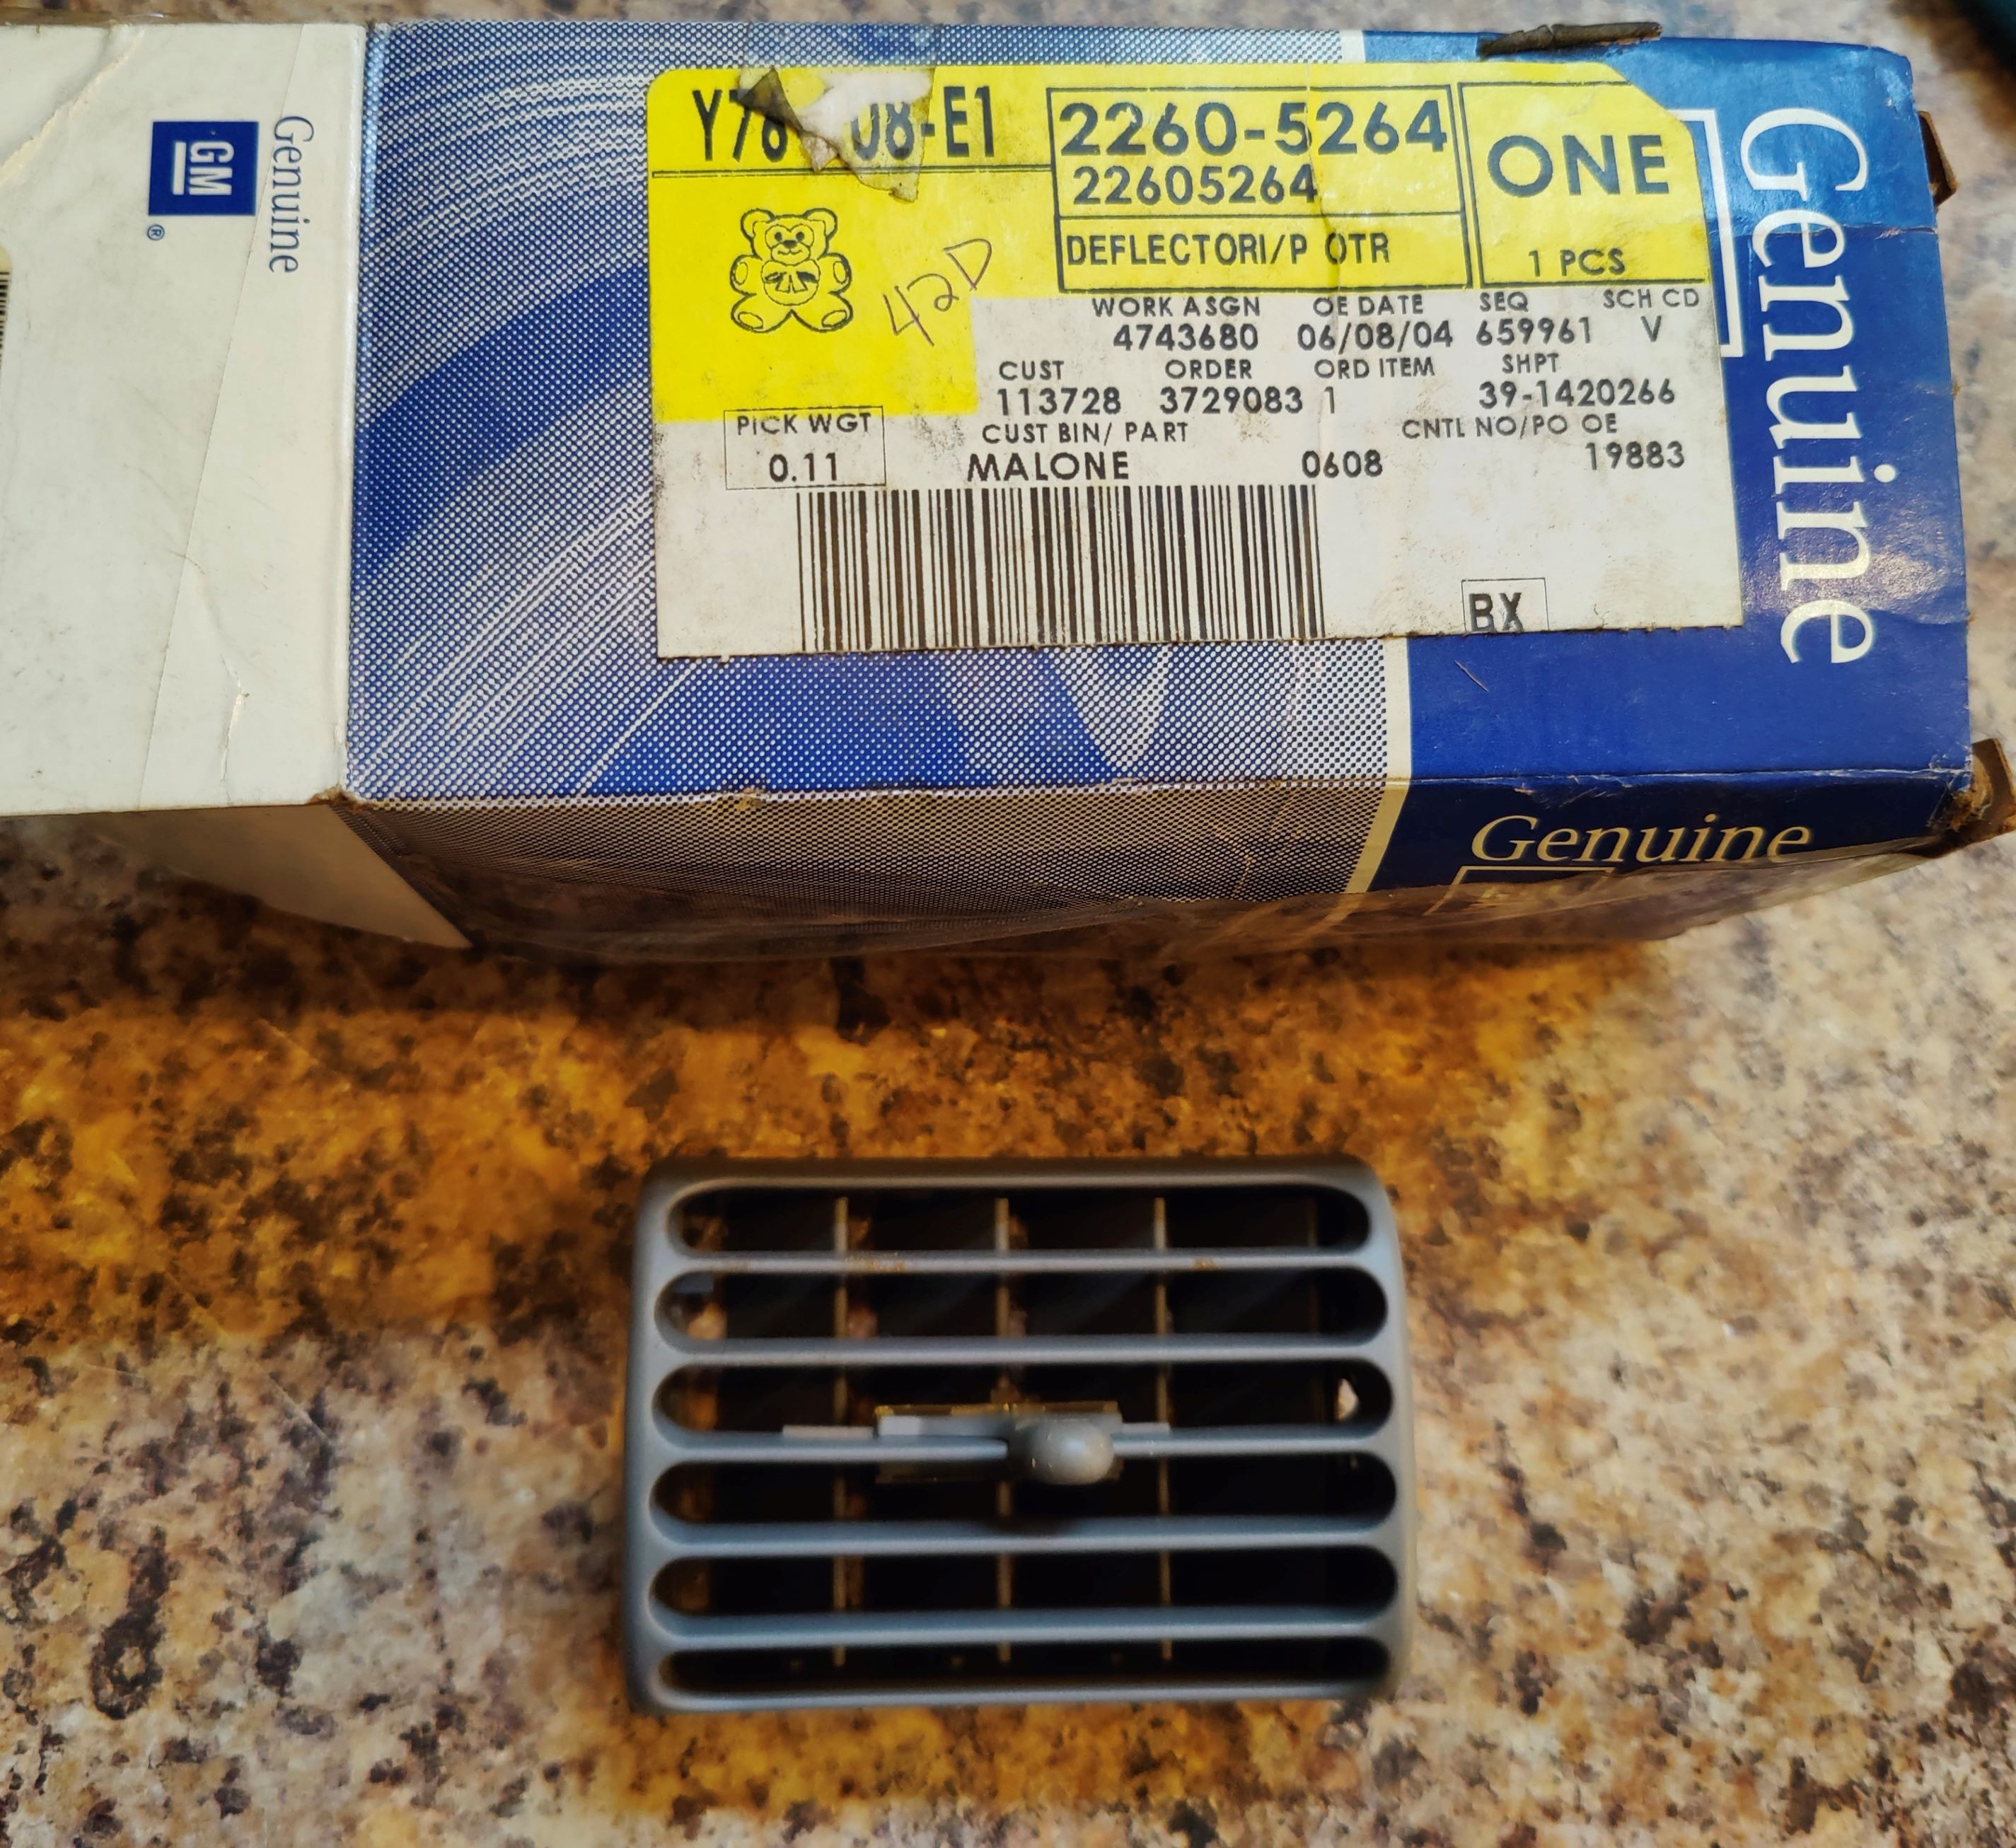 Genuine
GM
®
08-E1
2260-5264
22605264
DEFLECTORI/P OTR
ONE
1 PCS
42D
WORK ASGN OE DATE SEQ SCH CD
4743680 06/08/04 659961 V
CUST ORDER ORD ITEM SHPT
113728 3729083 1 39-1420266
PICK WGT CUST BIN/ PART CNTL NO/PO OE
0.11 MALONE 0608 19883
BX
Genuine
Genuine